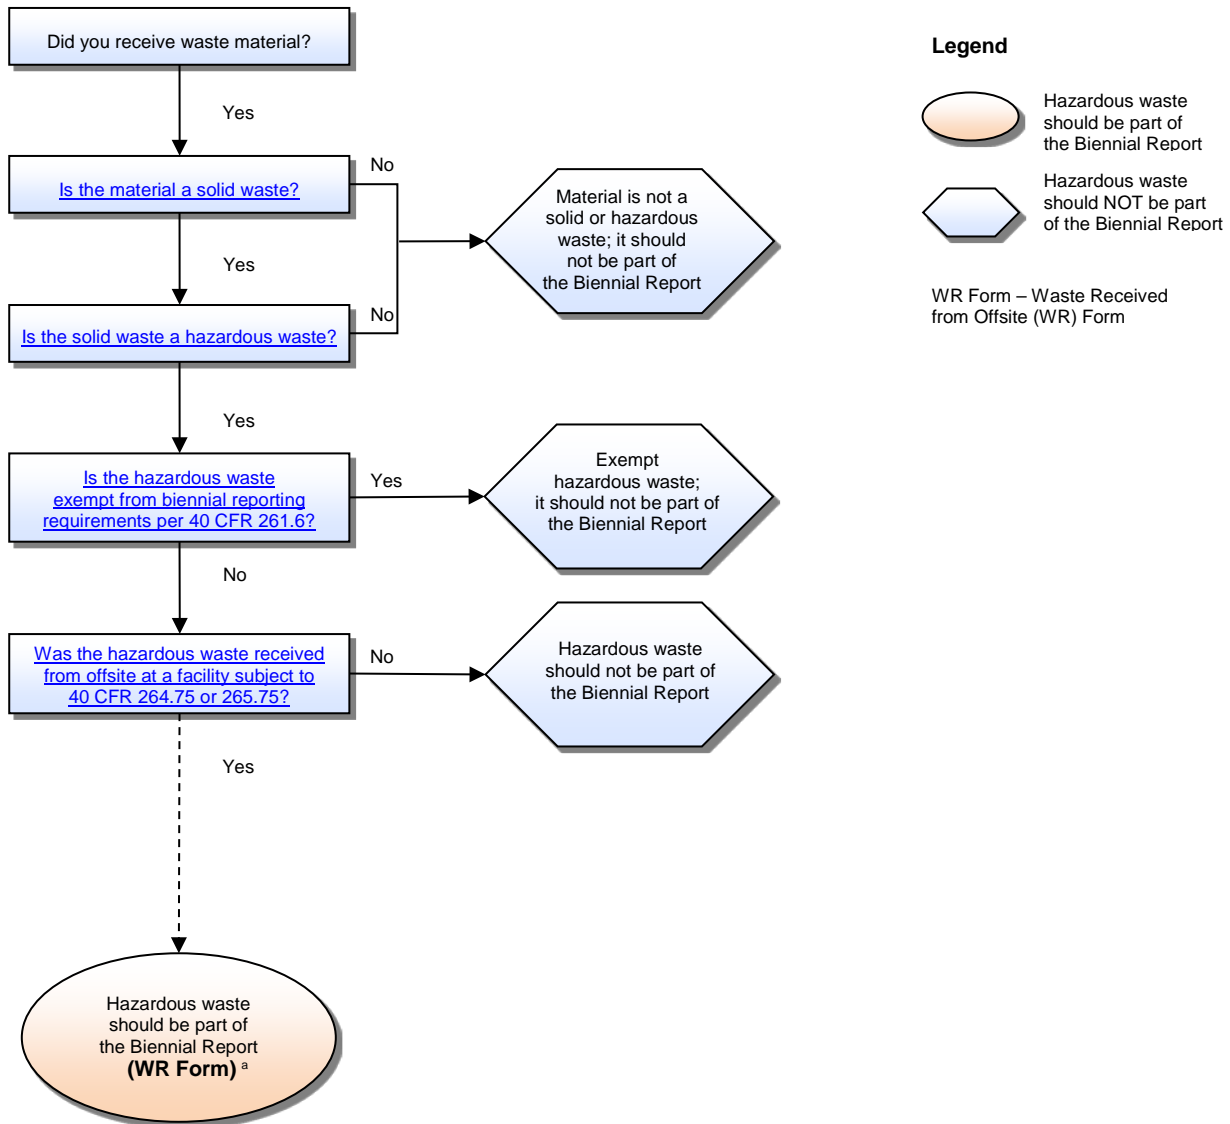 Did you receive waste material?
Yes
Is the material a solid waste?
No
Material is not a
solid or hazardous
waste; it should
not be part of
the Biennial Report
Yes
Is the solid waste a hazardous waste?
No
Yes
Is the hazardous waste
exempt from biennial reporting
requirements per 40 CFR 261.6?
Yes
Exempt
hazardous waste;
it should not be part of
the Biennial Report
No
Was the hazardous waste received
from offsite at a facility subject to
40 CFR 264.75 or 265.75?
No
Hazardous waste
should not be part of
the Biennial Report
Yes
Hazardous waste
should be part of
the Biennial Report
(WR Form) a
Legend
Hazardous waste
should be part of
the Biennial Report
Hazardous waste
should NOT be part
of the Biennial Report
WR Form – Waste Received
from Offsite (WR) Form